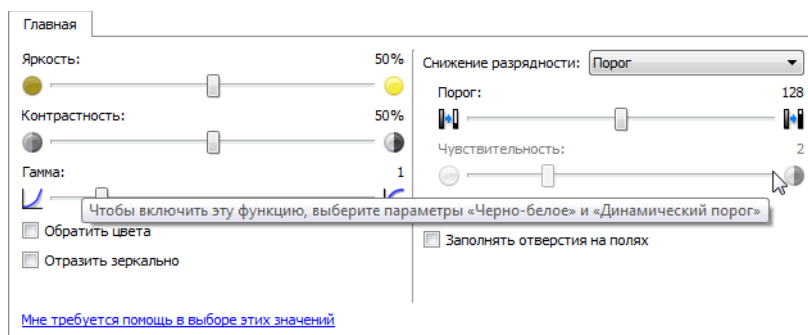 Главная
Яркость: 50%
Контрастность: 50%
Гамма: 1
Чтобы включить эту функцию, выберите параметры «Черно-белое» и «Динамический порог»
Обратить цвета
Отразить зеркально
Мне требуется помощь в выборе этих значений
Снижение разрядности: Порог
Порог: 128
Чувствительность: 2
Заполнять отверстия на полях